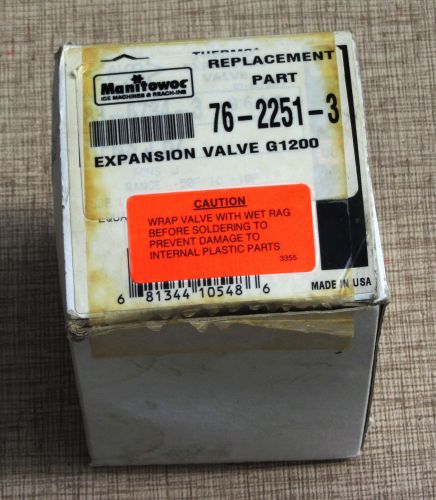 REPLACEMENT
PART
Manitowoc
ICE MACHINES & REACH-INS
76-2251-3
EXPANSION VALVE G1200
CAUTION
WRAP VALVE WITH WET RAG
BEFORE SOLDERING TO
PREVENT DAMAGE TO
INTERNAL PLASTIC PARTS
3355
6 81344 10548 6
MADE IN USA